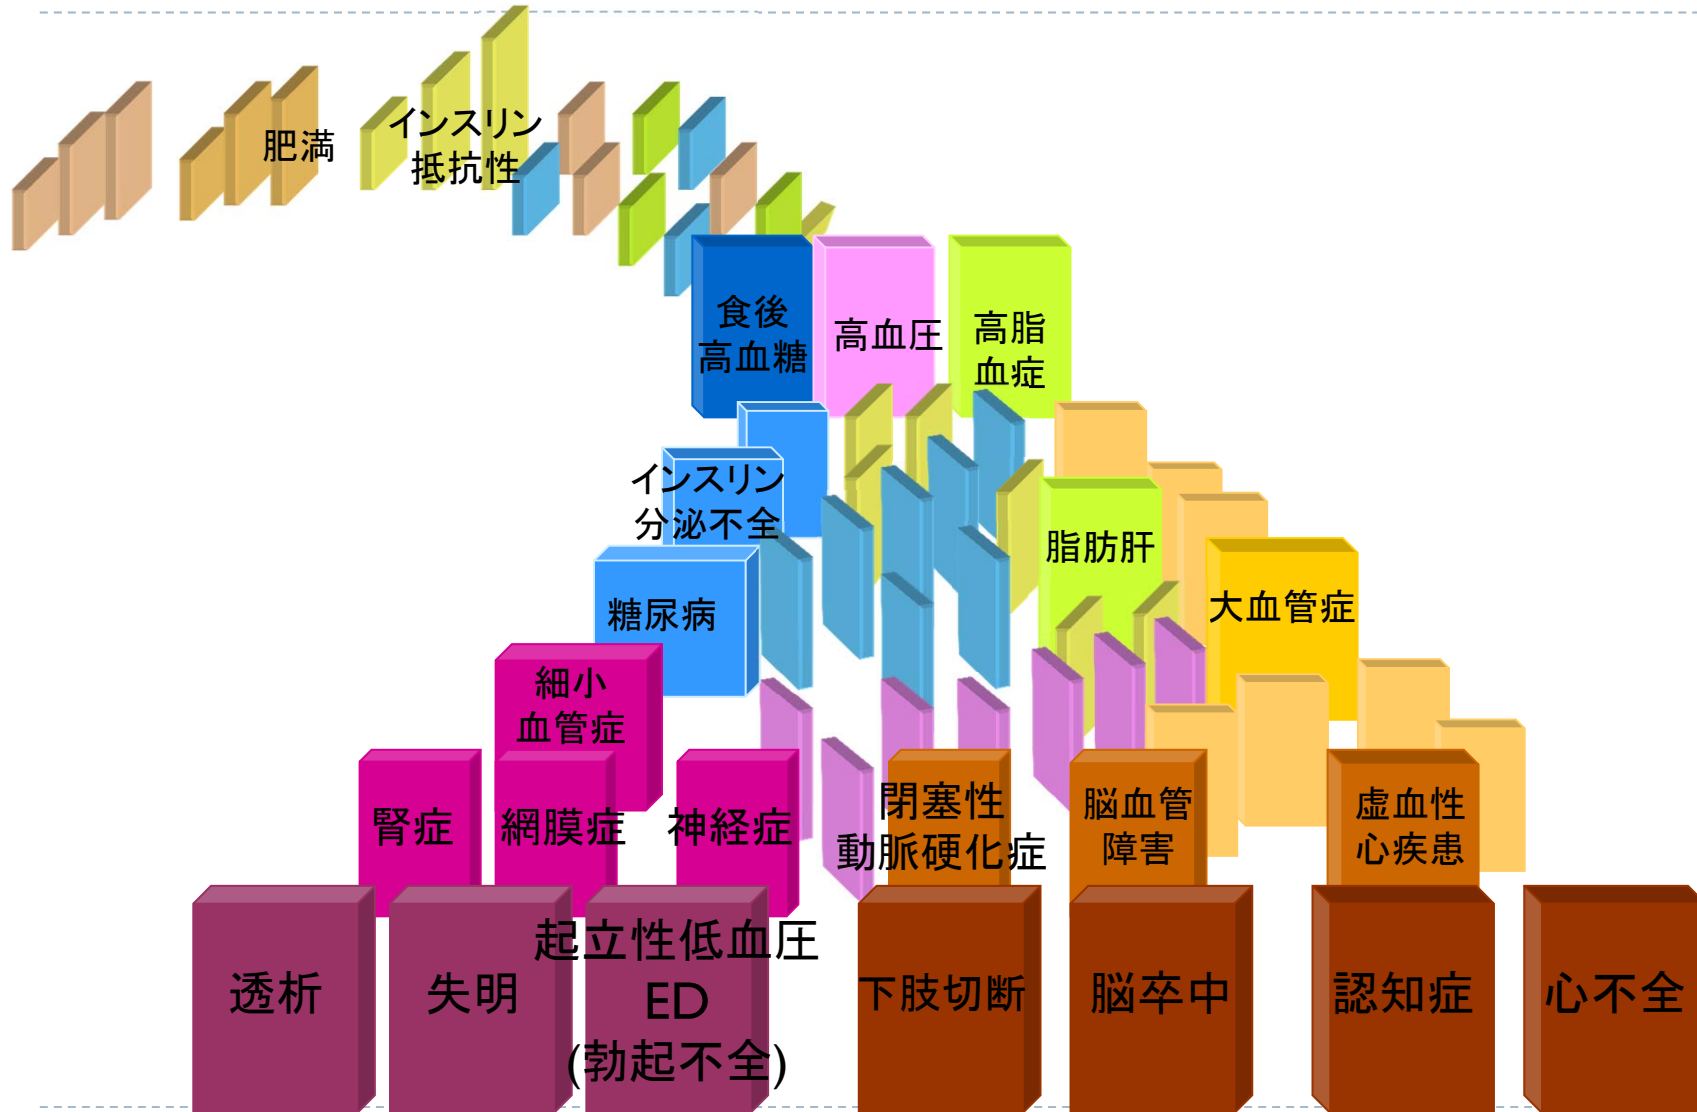 肥満
インスリン
抵抗性
食後
高血糖
高血圧
高脂
血症
インスリン
分泌不全
脂肪肝
糖尿病
大血管症
細小
血管症
腎症
網膜症
神経症
閉塞性
動脈硬化症
脳血管
障害
虚血性
心疾患
透析
失明
起立性低血圧
ED
(勃起不全)
下肢切断
脳卒中
認知症
心不全